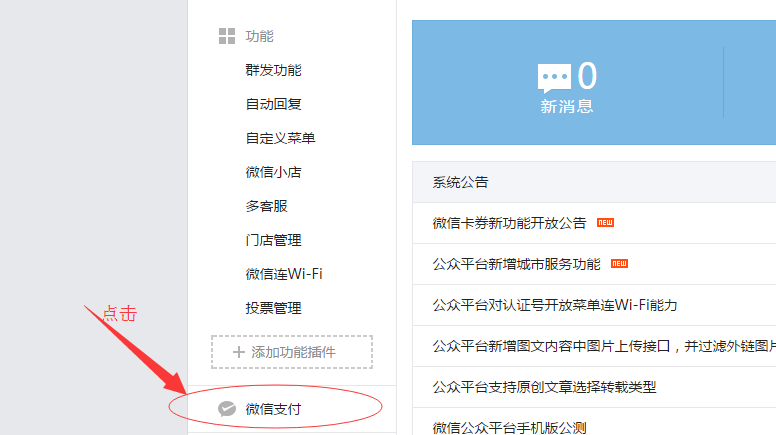 功能
群发功能
自动回复
自定义菜单
微信小店
多客服
门店管理
微信连Wi-Fi
投票管理
添加功能插件
点击
微信支付
0
新消息
系统公告
微信卡券新功能开放公告 NEW
公众平台新增城市服务功能 NEW
公众平台对认证号开放菜单连Wi-Fi能力
公众平台新增图文内容中图片上传接口，并过滤外链图片
公众平台支持原创文章选择转载类型
微信公众平台手机版公测